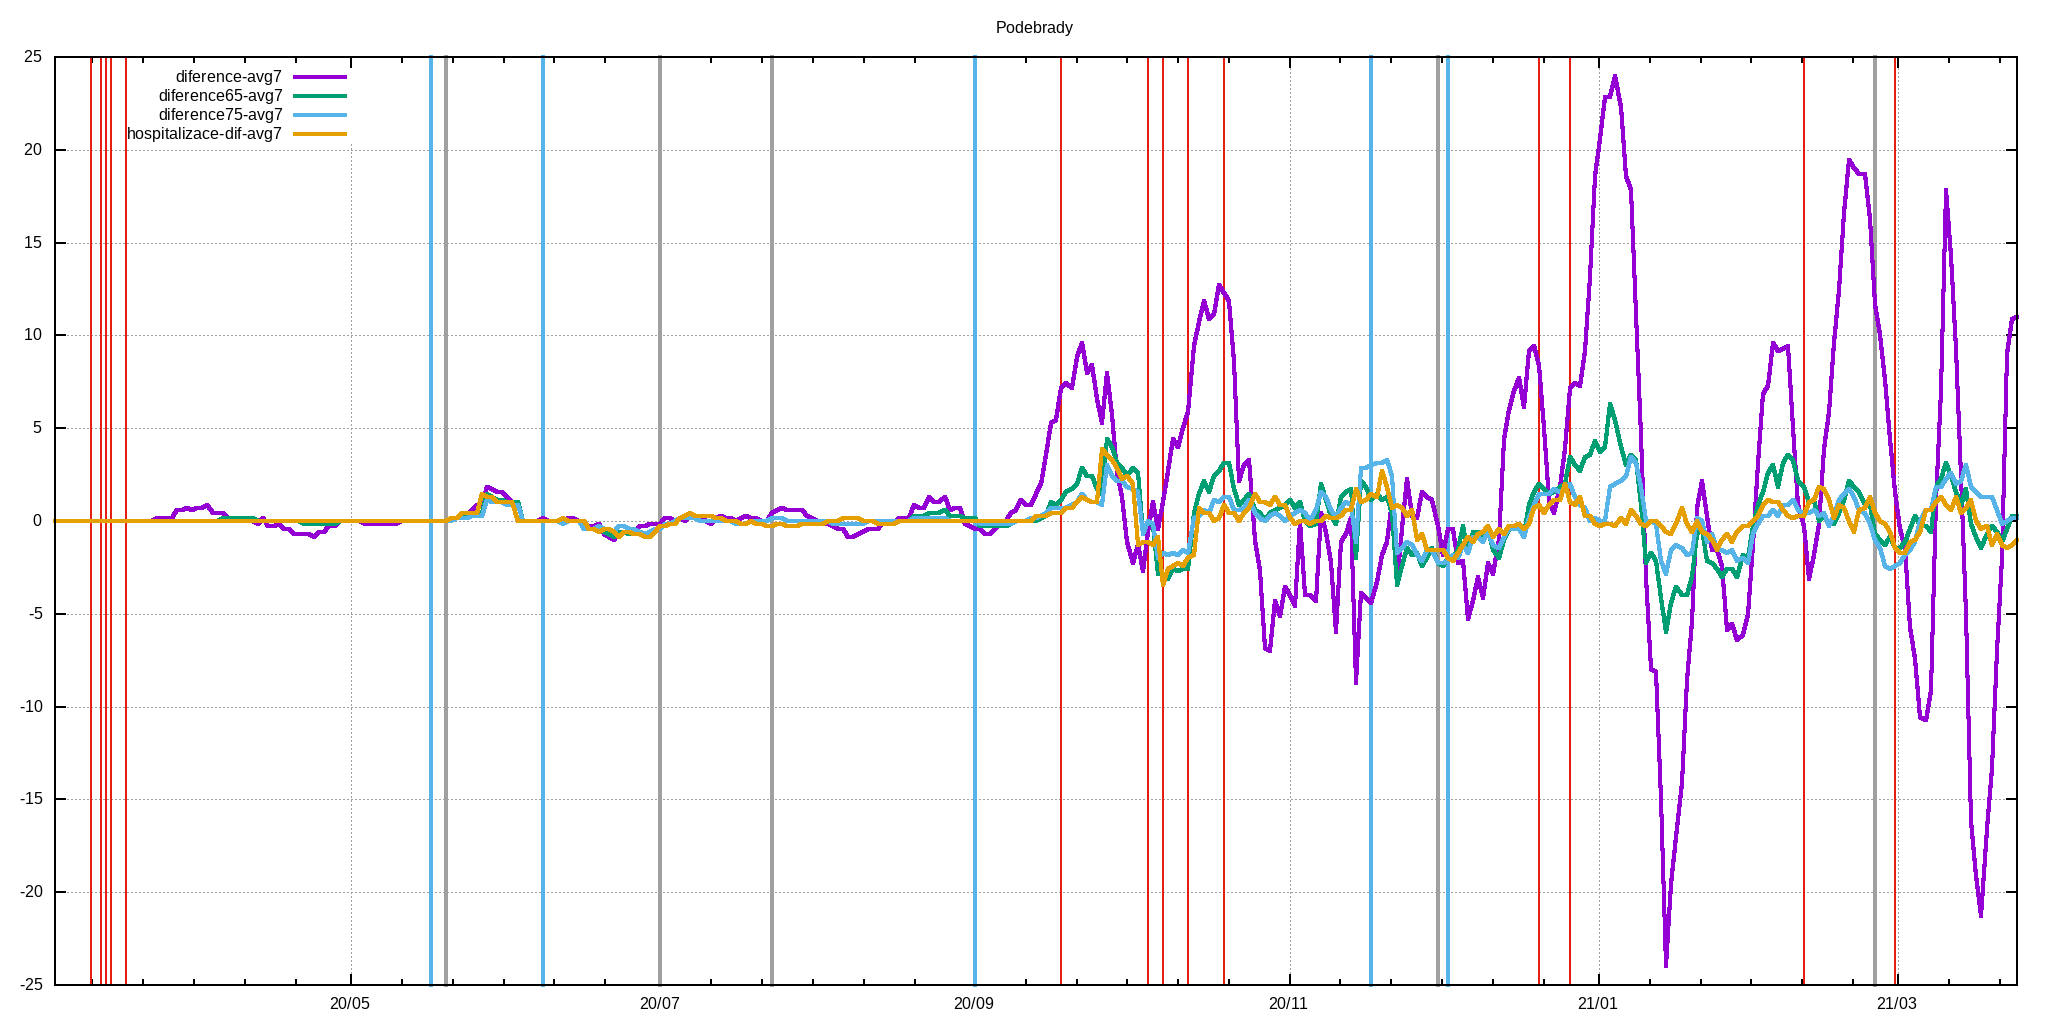 Podebrady
diference-avg7
diference65-avg7
diference75-avg7
hospitalizace-dif-avg7
25
20
15
10
5
0
-5
-10
-15
-20
-25
20/05 20/07 20/09 20/11 21/01 21/03